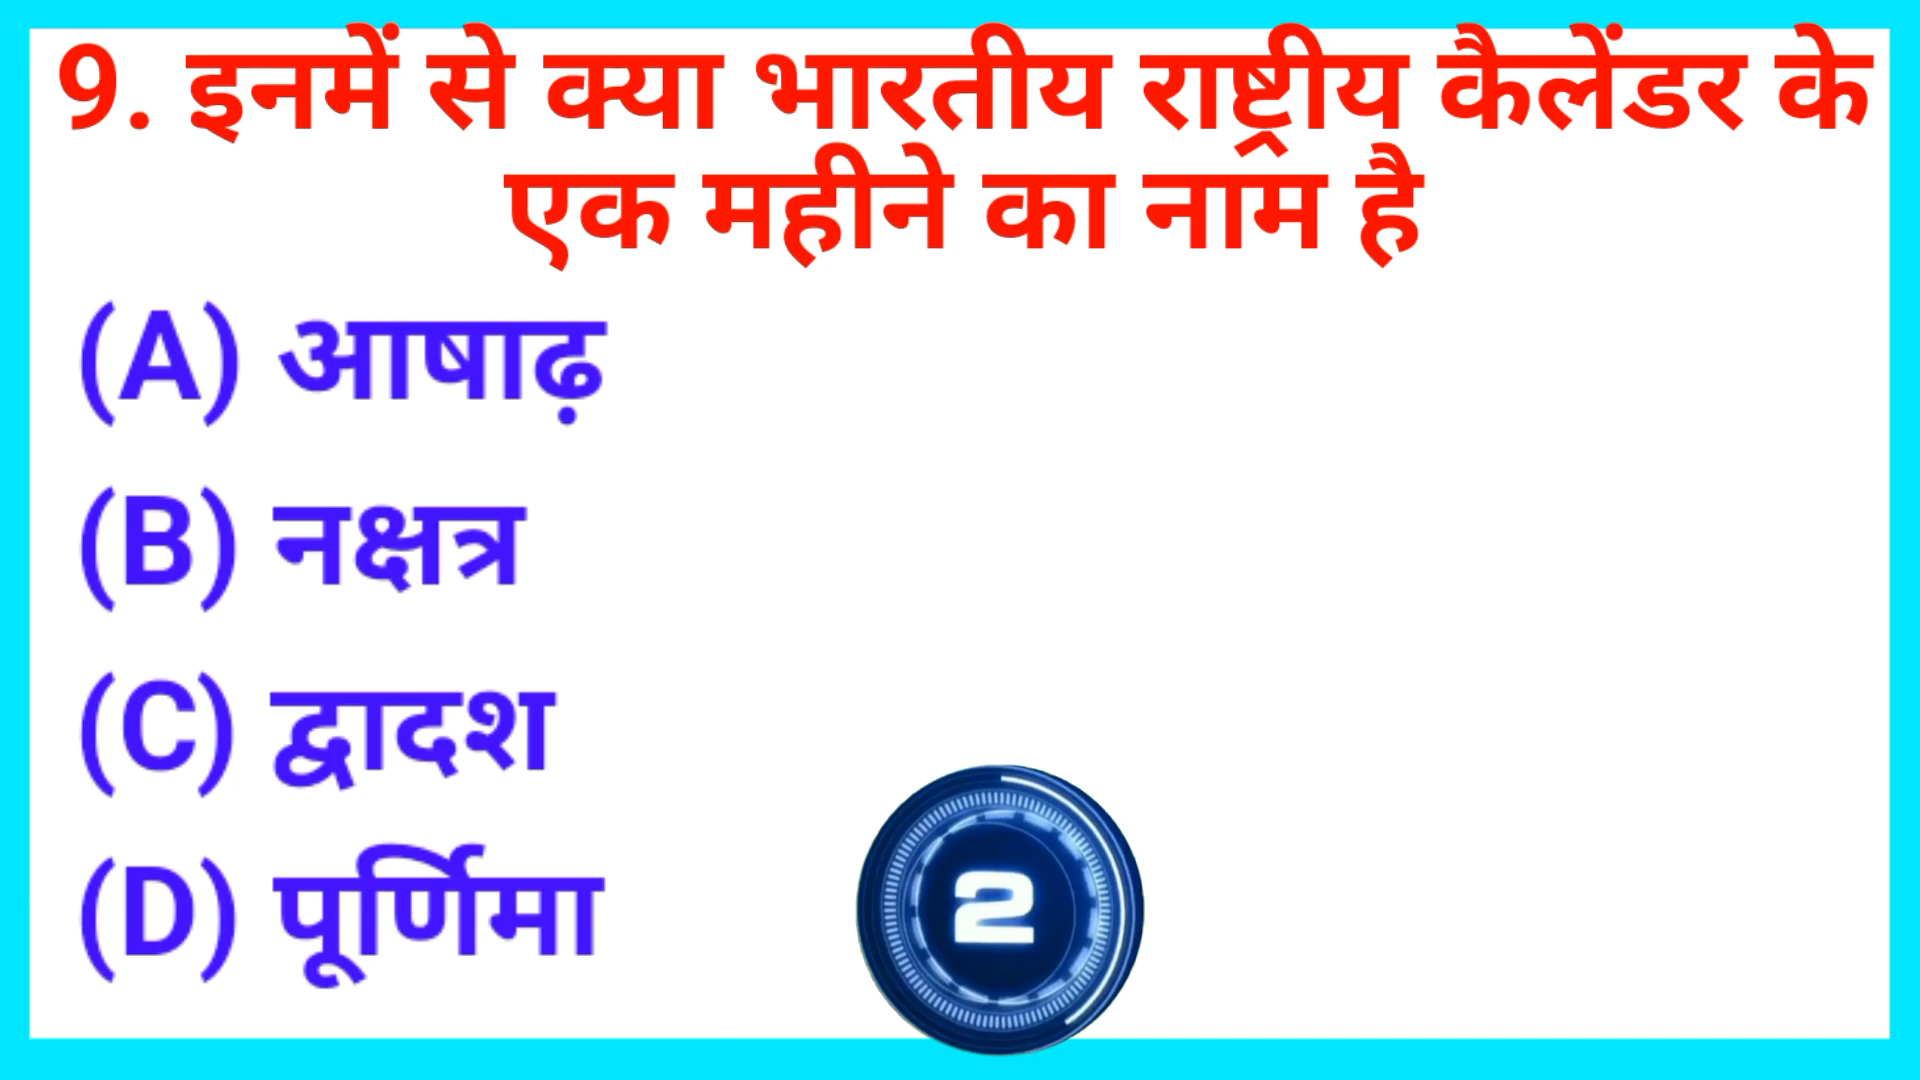 9. इनमें से क्या भारतीय राष्ट्रीय कैलेंडर के
एक महीने का नाम है
(A) आषाढ़
(B) नक्षत्र
(C) द्वादश
(D) पूर्णिमा
2